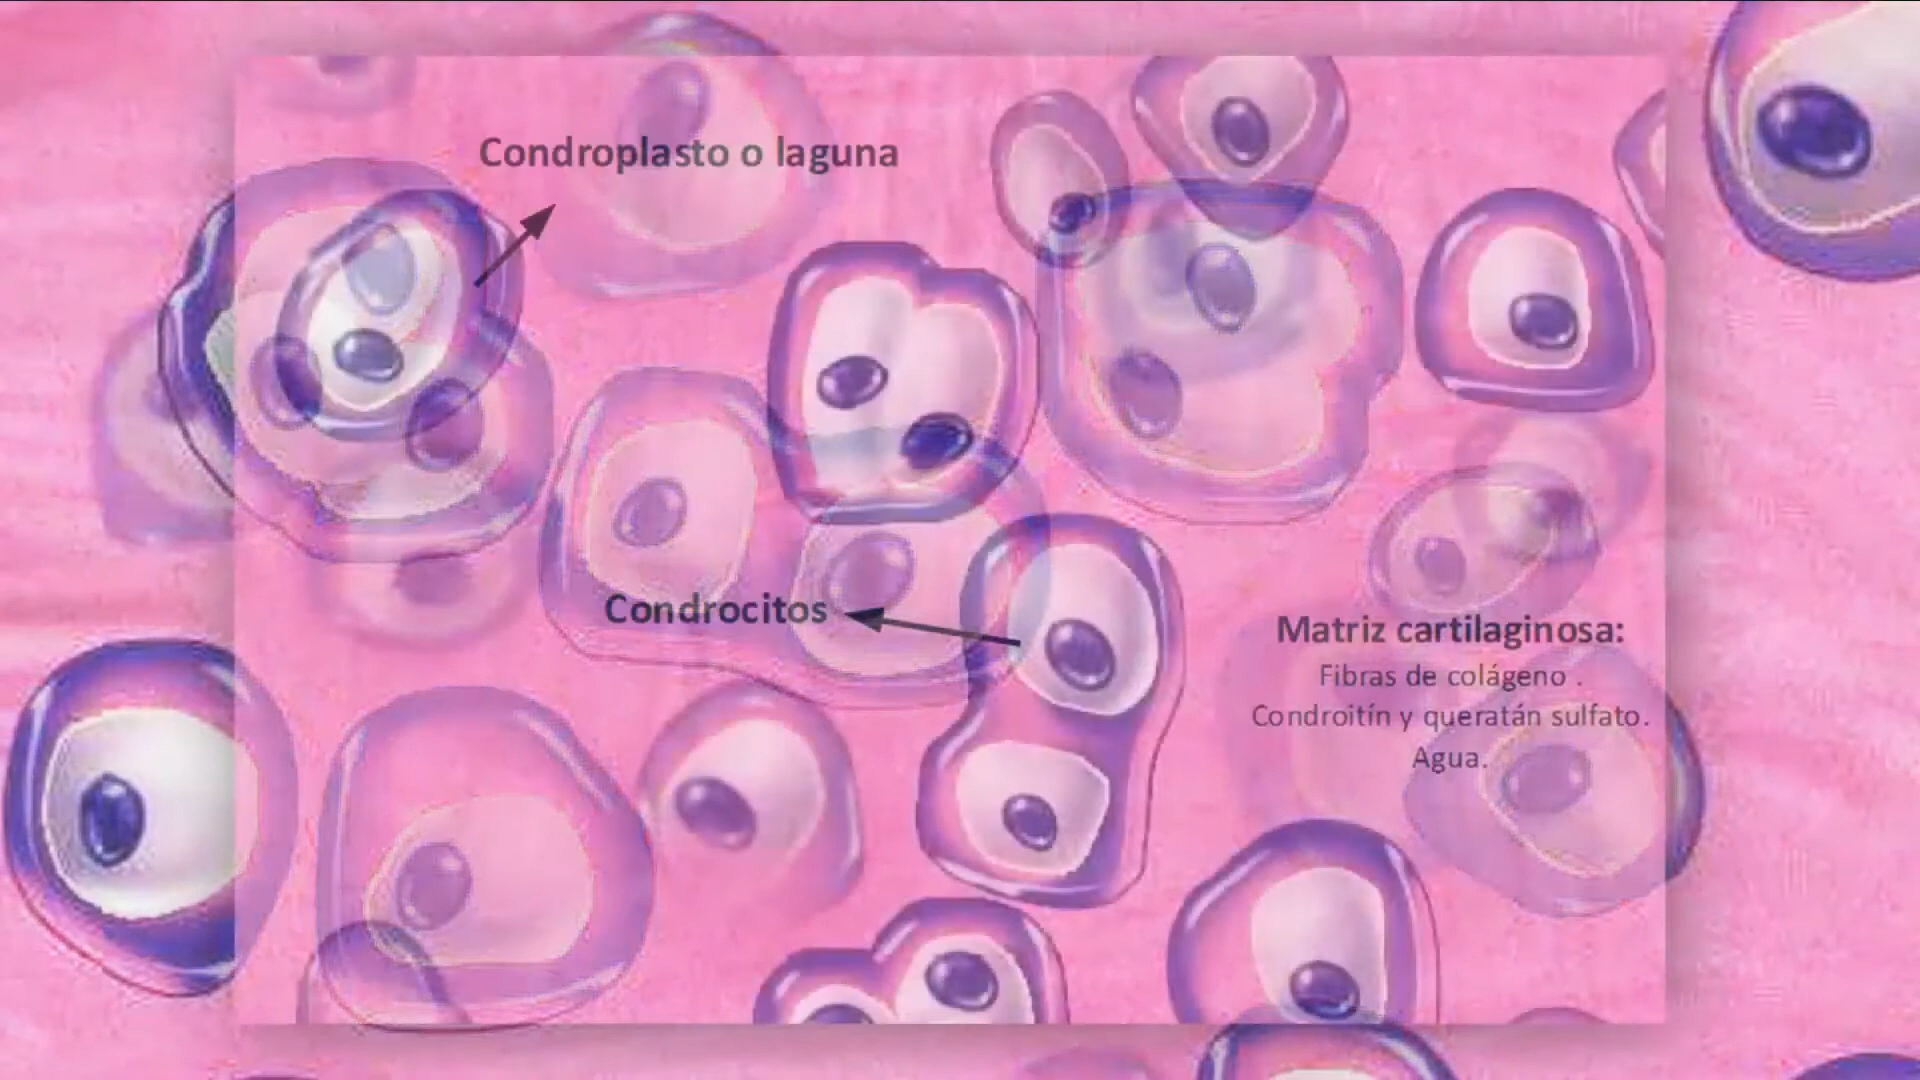 Condroplasto o laguna
Condrocitos
Matriz cartilaginosa:
Fibras de colágeno .
Condroitín y queratán sulfato.
Agua.